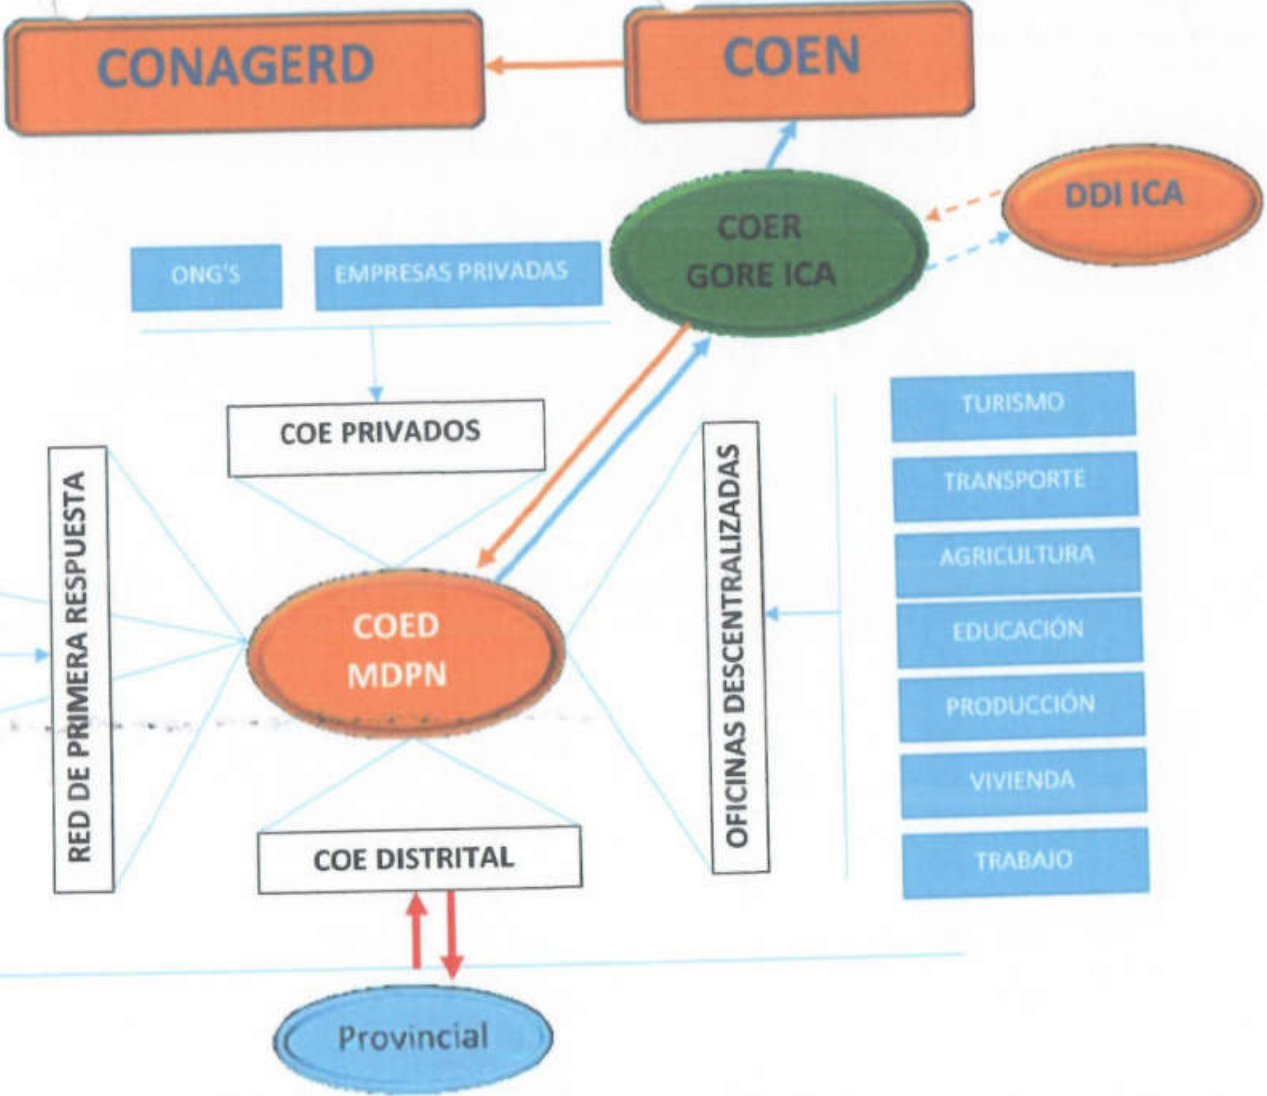 CONAGERD
COEN
DDI ICA
COER
GORE ICA
ONG'S
EMPRESAS PRIVADAS
COE PRIVADOS
RED DE PRIMERA RESPUESTA
COED
MDPN
OFICINAS DESCENTRALIZADAS
TURISMO
TRANSPORTE
AGRICULTURA
EDUCACIÓN
PRODUCCIÓN
VIVIENDA
TRABAJO
COE DISTRITAL
Provincial